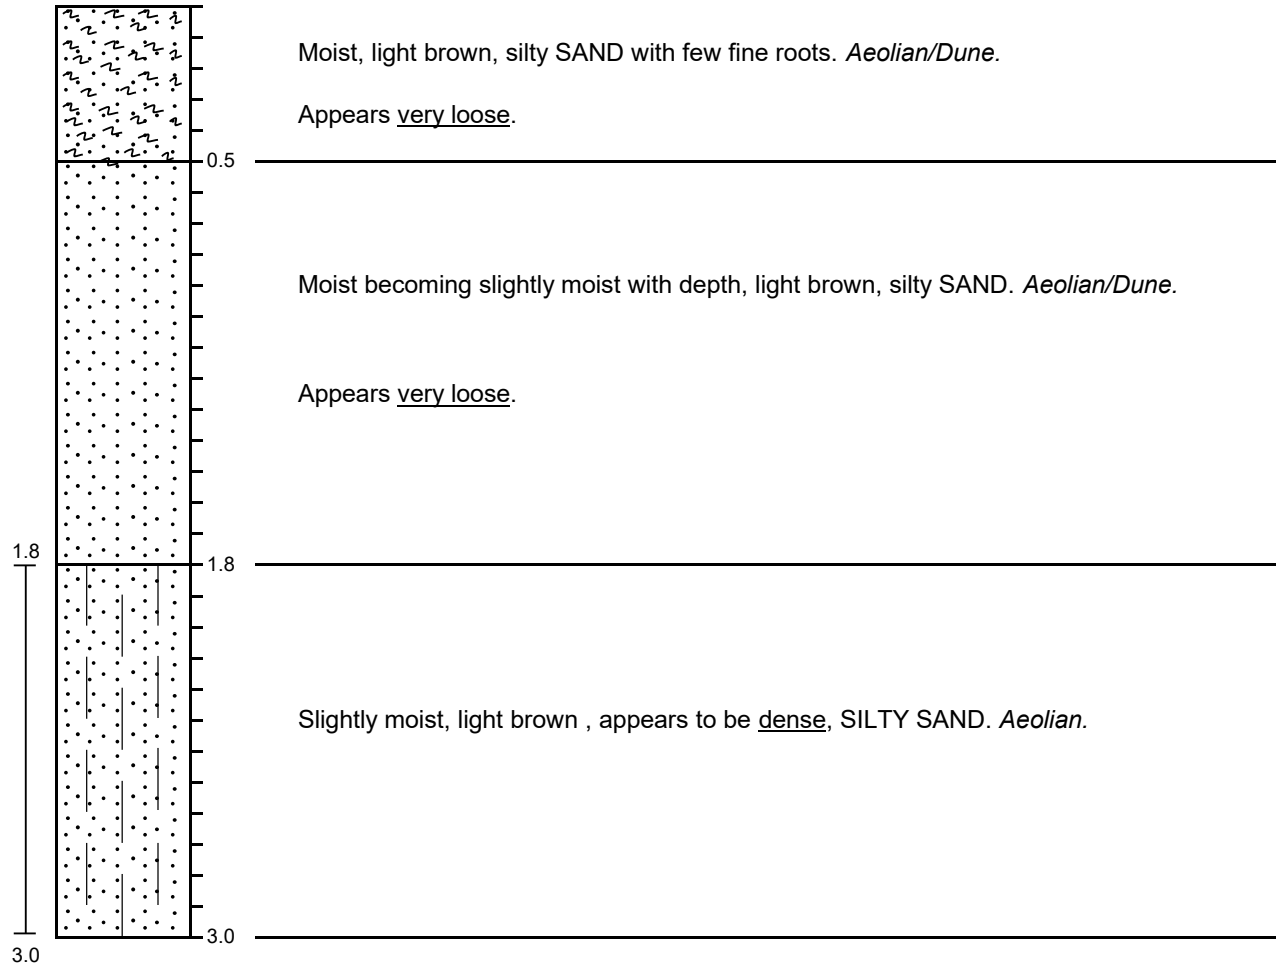 Moist, light brown, silty SAND with few fine roots. Aeolian/Dune.
Appears very loose.
0.5
Moist becoming slightly moist with depth, light brown, silty SAND. Aeolian/Dune.
Appears very loose.
1.8
1.8
Slightly moist, light brown , appears to be dense, SILTY SAND. Aeolian.
3.0
3.0